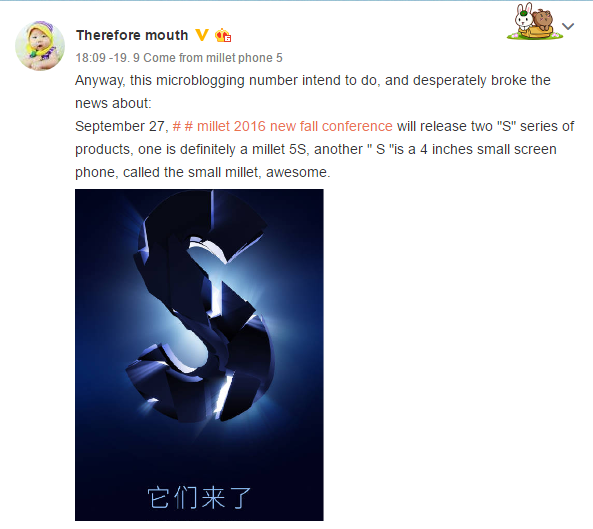 Therefore mouth
18:09 -19. 9 Come from millet phone 5
Anyway, this microblogging number intend to do, and desperately broke the
news about:
September 27, # # millet 2016 new fall conference will release two "S" series of
products, one is definitely a millet 5S, another " S "is a 4 inches small screen
phone, called the small millet, awesome.
S
它们来了